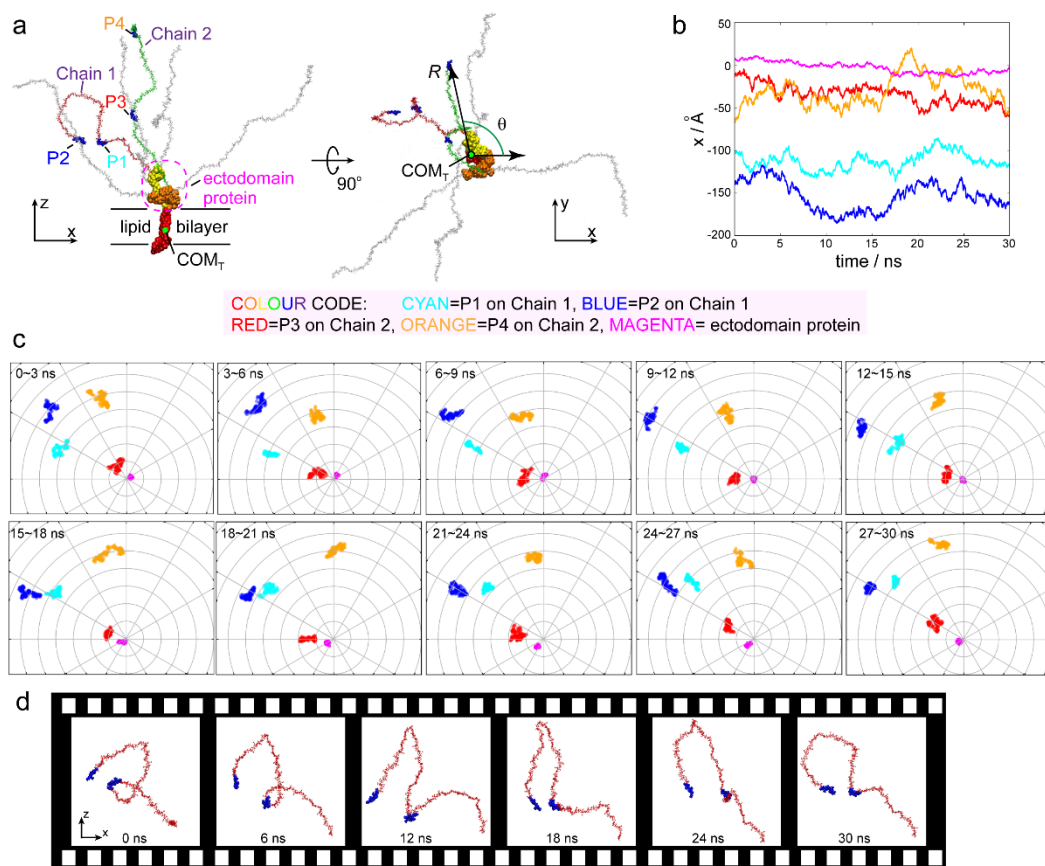 a
P4
Chain 2
Chain 1
P3
P2
P1
ectodomain
protein
lipid
bilayer
COM_T
z
x
90°
R
θ
COM_T
y
x
b
x / Å
0
-50
-100
-150
-200
0
5
10
15
20
25
30
time / ns
COLOUR CODE: CYAN=P1 on Chain 1, BLUE=P2 on Chain 1
RED=P3 on Chain 2, ORANGE=P4 on Chain 2, MAGENTA= ectodomain protein
c
0~3 ns
3~6 ns
6~9 ns
9~12 ns
12~15 ns
15~18 ns
18~21 ns
21~24 ns
24~27 ns
27~30 ns
d
z
x
0 ns
6 ns
12 ns
18 ns
24 ns
30 ns